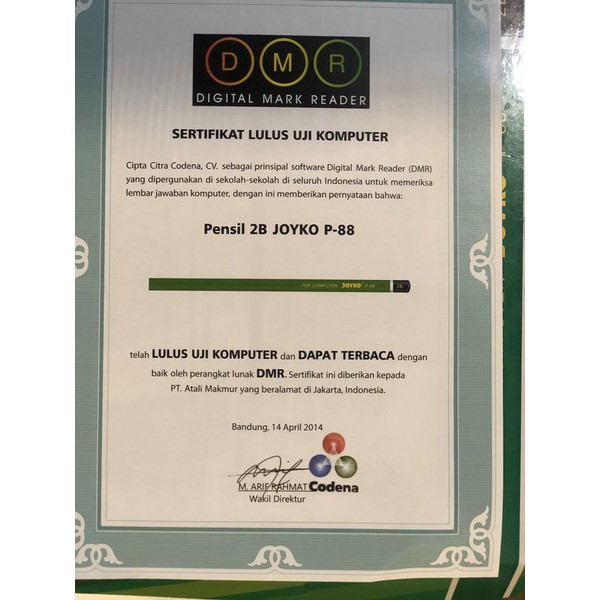 DMR
DIGITAL MARK READER
SERTIFIKAT LULUS UJI KOMPUTER
Cipta Citra Codena, CV. sebagai prinsipal software Digital Mark Reader (DMR)
yang dipergunakan di sekolah-sekolah di seluruh Indonesia untuk memeriksa
lembar jawaban komputer, dengan ini memberikan pernyataan bahwa:
Pensil 2B JOYKO P-88
FOR COMPUTER JOYKO P-88 2B
telah LULUS UJI KOMPUTER dan DAPAT TERBACA dengan
baik oleh perangkat lunak DMR. Sertifikat ini diberikan kepada
PT. Atali Makmur yang beralamat di Jakarta, Indonesia.
Bandung, 14 April 2014
M. ARIF RAHMAT
Codena
Wakil Direktur